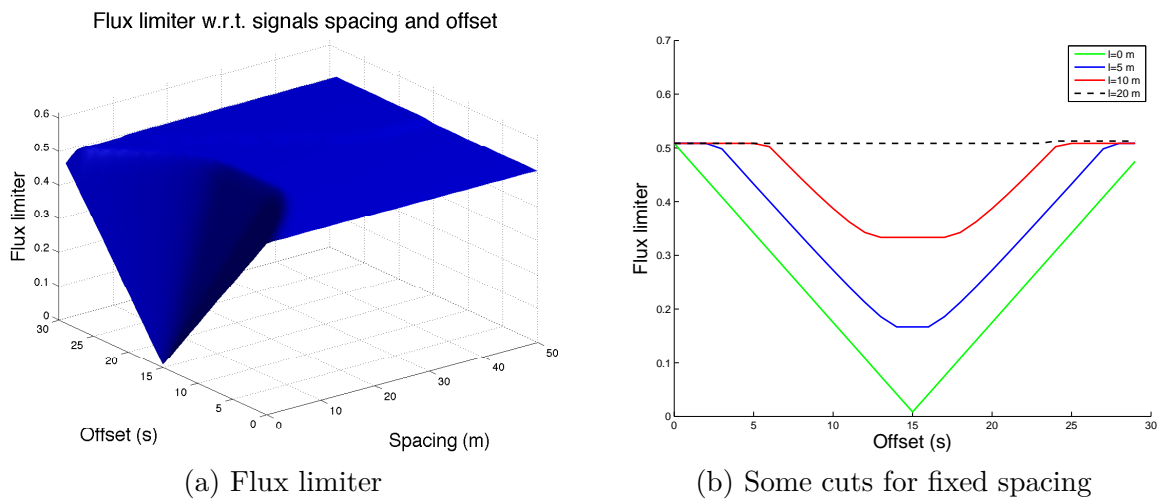 Flux limiter w.r.t. signals spacing and offset
0.6
0.5
0.4
0.3
0.2
0.1
0
Flux limiter
30
25
20
15
10
5
0
Offset (s)
0
10
20
30
40
50
Spacing (m)
(a) Flux limiter
0.7
0.6
0.5
0.4
0.3
0.2
0.1
0
Flux limiter
l=0 m
l=5 m
l=10 m
l=20 m
0
5
10
15
20
25
30
Offset (s)
(b) Some cuts for fixed spacing